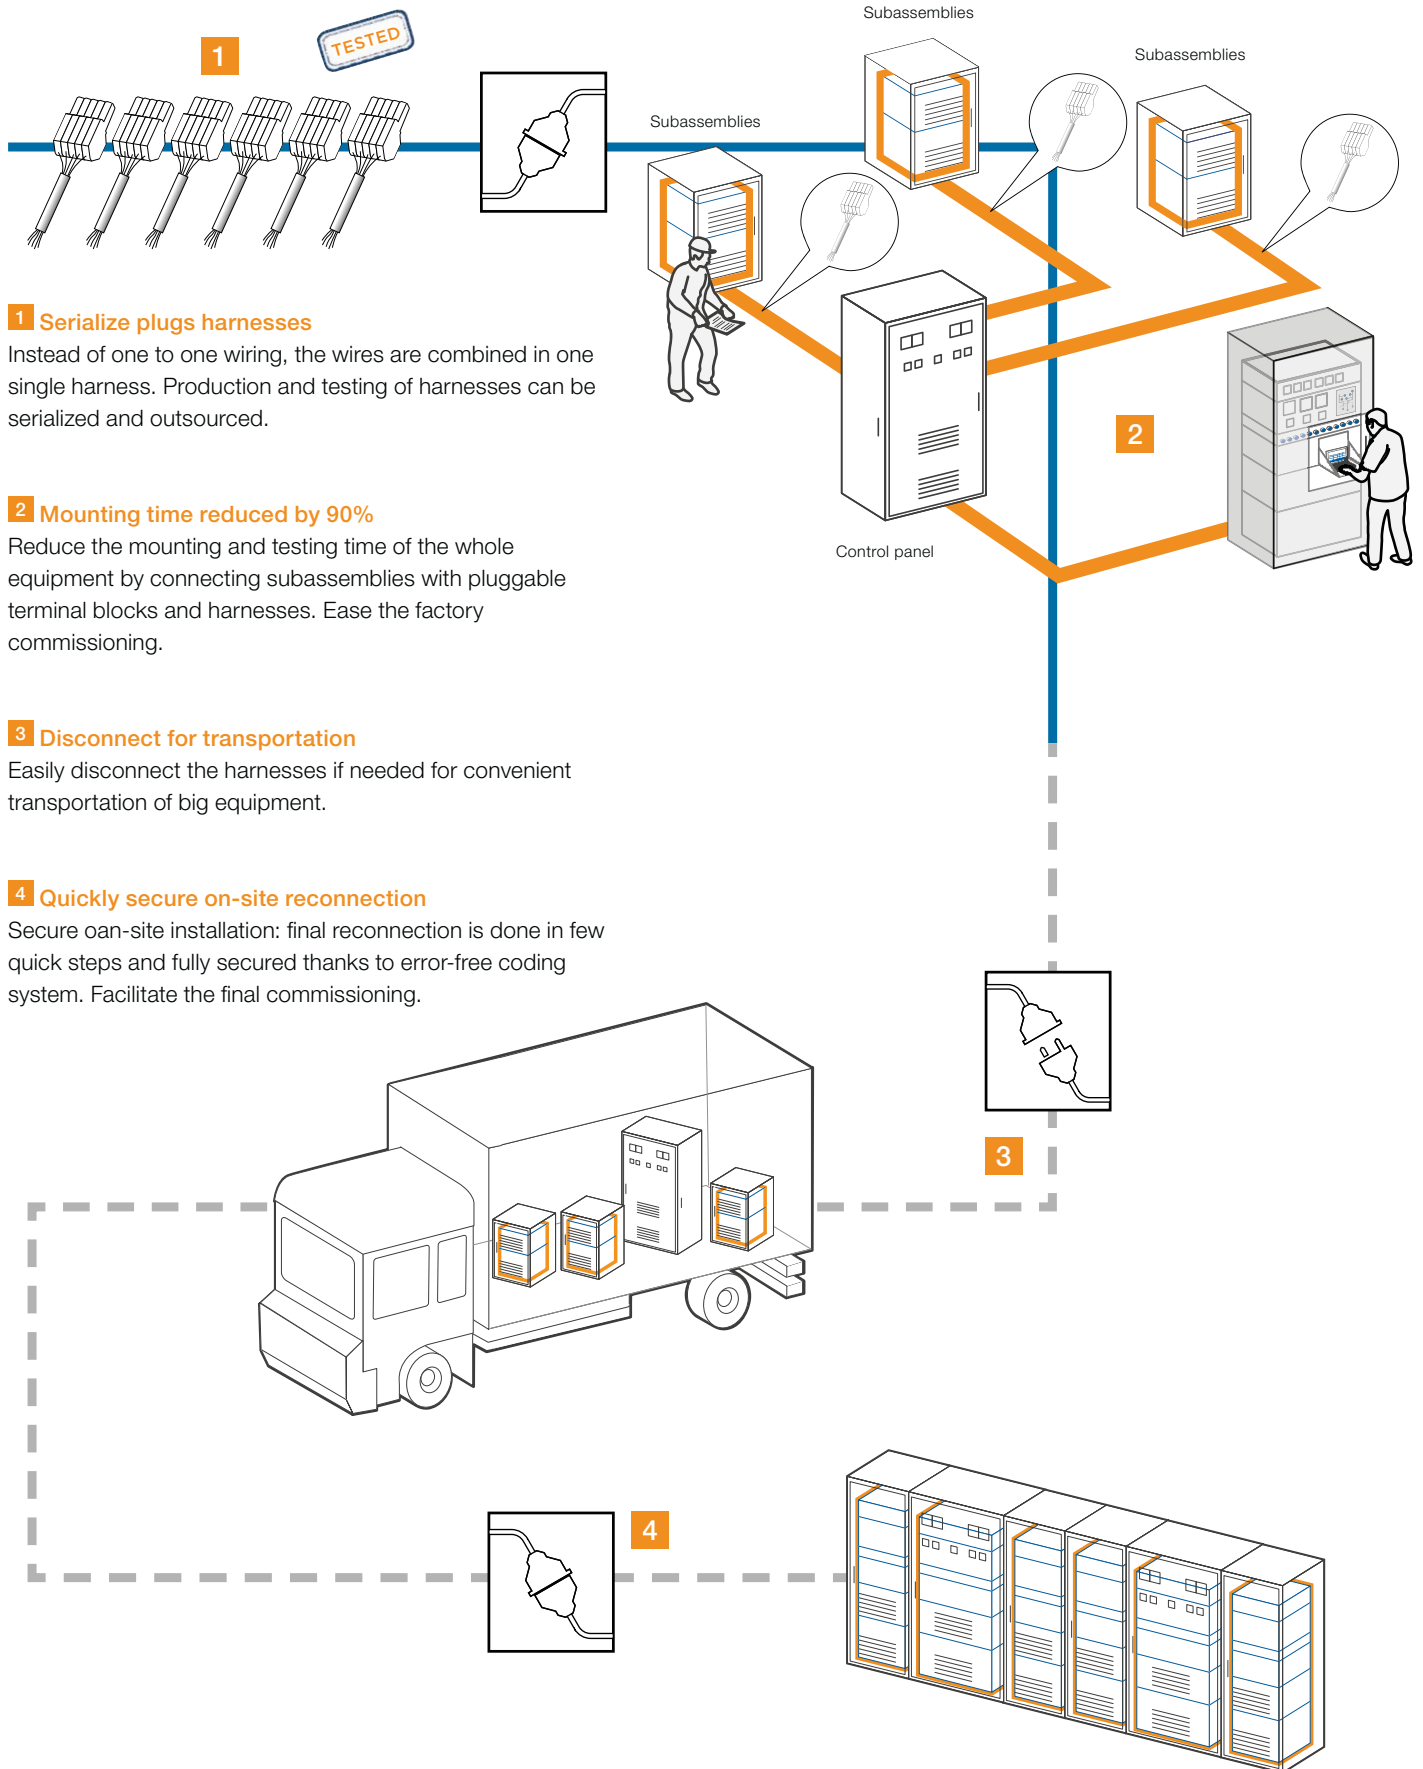 Subassemblies
1
TESTED
Subassemblies
Subassemblies
1 Serialize plugs harnesses
Instead of one to one wiring, the wires are combined in one
single harness. Production and testing of harnesses can be
serialized and outsourced.
2
2 Mounting time reduced by 90%
Reduce the mounting and testing time of the whole
equipment by connecting subassemblies with pluggable
terminal blocks and harnesses. Ease the factory
commissioning.
Control panel
3 Disconnect for transportation
Easily disconnect the harnesses if needed for convenient
transportation of big equipment.
4 Quickly secure on-site reconnection
Secure oan-site installation: final reconnection is done in few
quick steps and fully secured thanks to error-free coding
system. Facilitate the final commissioning.
3
4